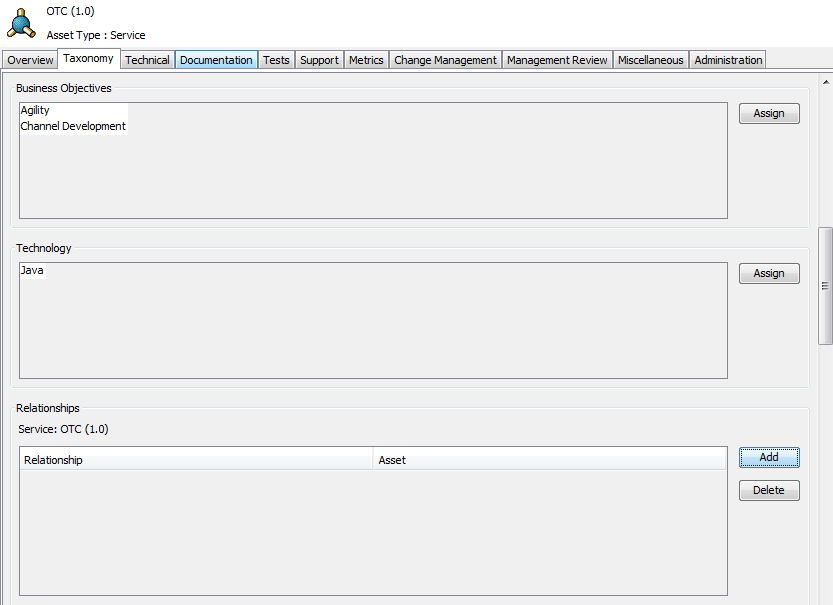 OTC (1.0)
Asset Type : Service
Overview Taxonomy Technical Documentation Tests Support Metrics Change Management Management Review Miscellaneous Administration
Business Objectives
Agility
Channel Development
Assign
Technology
Java
Assign
Relationships
Service: OTC (1.0)
Relationship Asset
Add
Delete